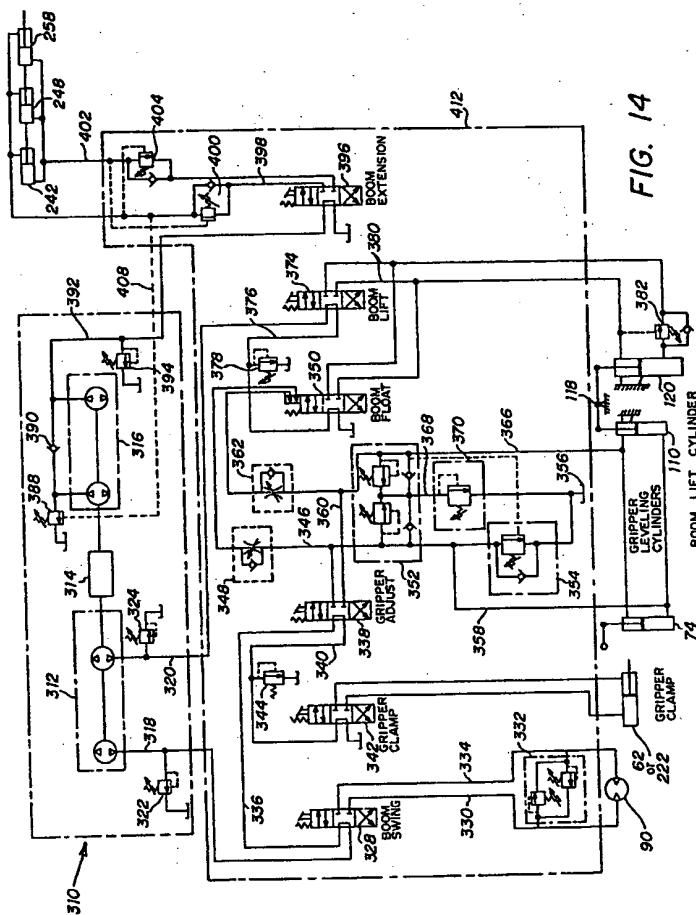 258
248
402
242
404
412
400
398
BOOM
EXTENSION
396
FIG. 14
408
392
390
394
388
316
314
312
324
320
318
322
310
374
376
380
BOOM
LIFT
378
350
BOOM
FLOAT
382
362
360
368
370
366
118
120
346
348
352
354
356
358
110
GRIPPER
LEVELING
CYLINDERS
BOOM LIFT CYLINDER
GRIPPER
ADJUST
338
340
344
342
GRIPPER
CLAMP
74
GRIPPER CLAMP
62
or
222
336
334
332
330
BOOM
SWING
328
90